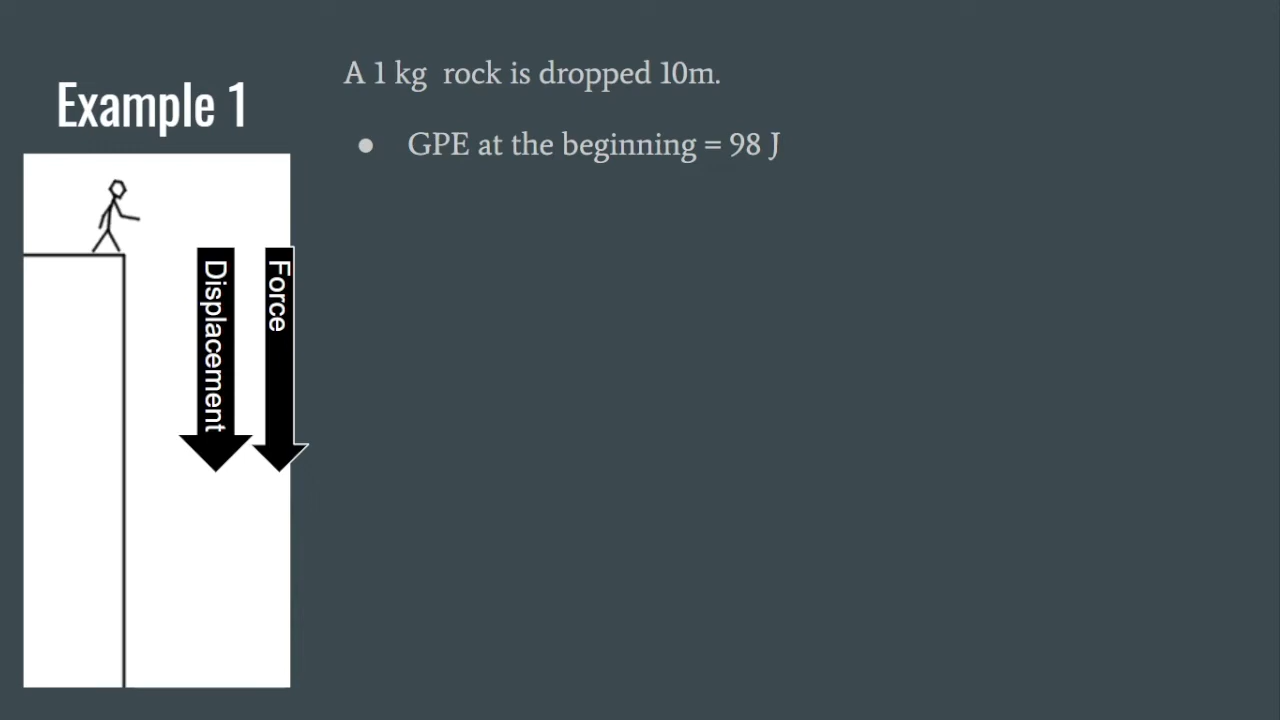 Example 1
A 1 kg rock is dropped 10m.
● GPE at the beginning = 98 J
Displacement
Force